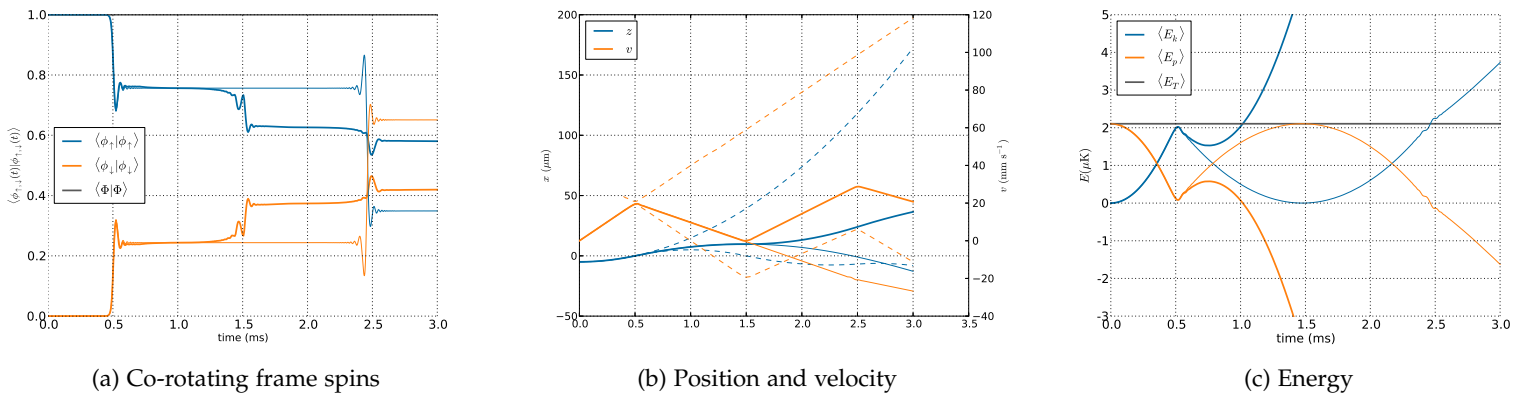 1.0
0.8
0.6
0.4
0.2
0.0
0.0 0.5 1.0 1.5 2.0 2.5 3.0
time (ms)
⟨ϕ↑,↓(t)|ϕ↑,↓(t)⟩
⟨ϕ↑|ϕ↑⟩
⟨ϕ↓|ϕ↓⟩
⟨Φ|Φ⟩
(a) Co-rotating frame spins
200
150
100
50
0
−50
x (μm)
z
v
120
100
80
60
40
20
0
−20
−40
v (mm s⁻¹)
0.0 0.5 1.0 1.5 2.0 2.5 3.0 3.5
(b) Position and velocity
5
4
3
2
1
0
-1
-2
-3
E(μK)
⟨Eₖ⟩
⟨Eₚ⟩
⟨E_T⟩
0.0 0.5 1.0 1.5 2.0 2.5 3.0
time (ms)
(c) Energy